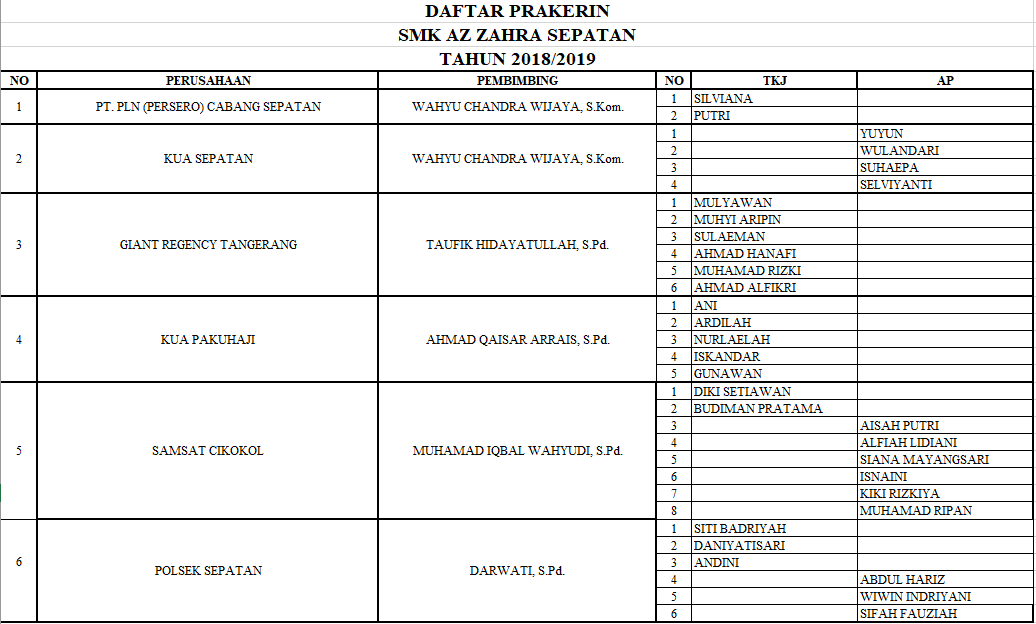 DAFTAR PRAKERIN
SMK AZ ZAHRA SEPATAN
TAHUN 2018/2019
NO PERUSAHAAN PEMBIMBING NO TKJ AP
1 PT. PLN (PERSERO) CABANG SEPATAN WAHYU CHANDRA WIJAYA, S.Kom. 1 SILVIANA
2 PUTRI
2 KUA SEPATAN WAHYU CHANDRA WIJAYA, S.Kom. 1 YUYUN
2 WULANDARI
3 SUHAEPA
4 SELVIYANTI
3 GIANT REGENCY TANGERANG TAUFIK HIDAYATULLAH, S.Pd. 1 MULYAWAN
2 MUHYI ARIPIN
3 SULAEMAN
4 AHMAD HANAFI
5 MUHAMAD RIZKI
6 AHMAD ALFIKRI
4 KUA PAKUHAJI AHMAD QAISAR ARRAIS, S.Pd. 1 ANI
2 ARDILAH
3 NURLAELAH
4 ISKANDAR
5 GUNAWAN
5 SAMSAT CIKOKOL MUHAMAD IQBAL WAHYUDI, S.Pd. 1 DIKI SETIAWAN
2 BUDIMAN PRATAMA
3 AISAH PUTRI
4 ALFIAH LIDIANI
5 SIANA MAYANGSARI
6 ISNAINI
7 KIKI RIZKIYA
8 MUHAMAD RIPAN
6 POLSEK SEPATAN DARWATI, S.Pd. 1 SITI BADRIYAH
2 DANIYATISARI
3 ANDINI
4 ABDUL HARIZ
5 WIWIN INDRIYANI
6 SIFAH FAUZIAH